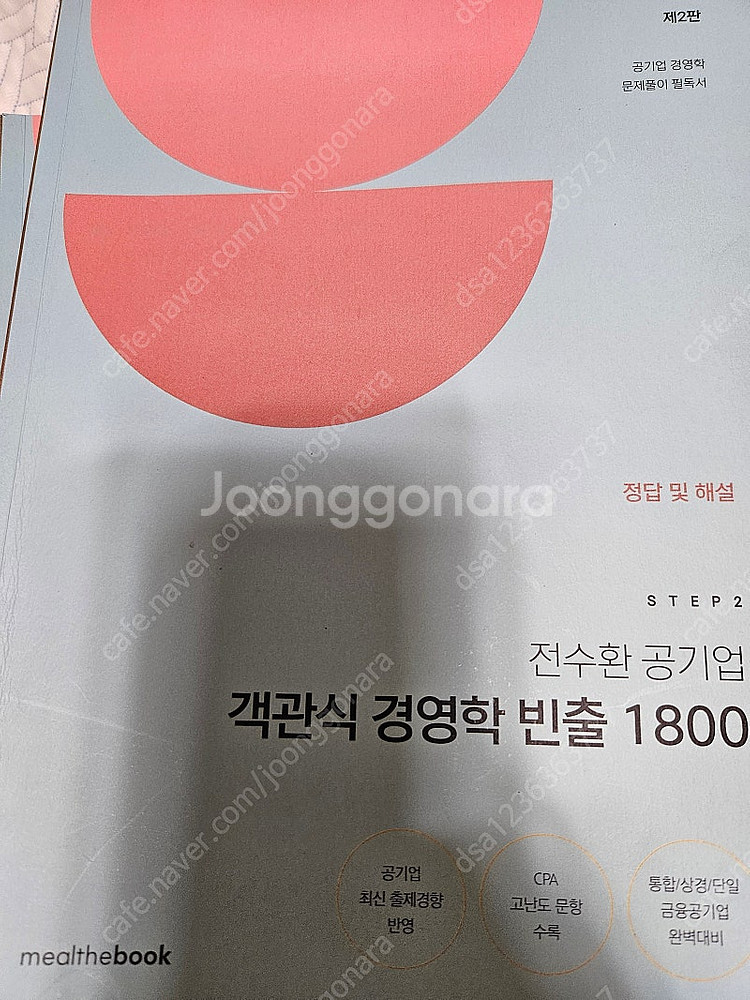 제2판
공기업 경영학
문제풀이 필독서
cafe.naver.com/joonggonara
dsa1236363737
Joonggonara
정답 및 해설
STEP2
전수환 공기업
객관식 경영학 빈출 1800
공기업
최신 출제경향
반영
CPA
고난도 문항
수록
통합/상경/단일
금융공기업
완벽대비
mealthebook